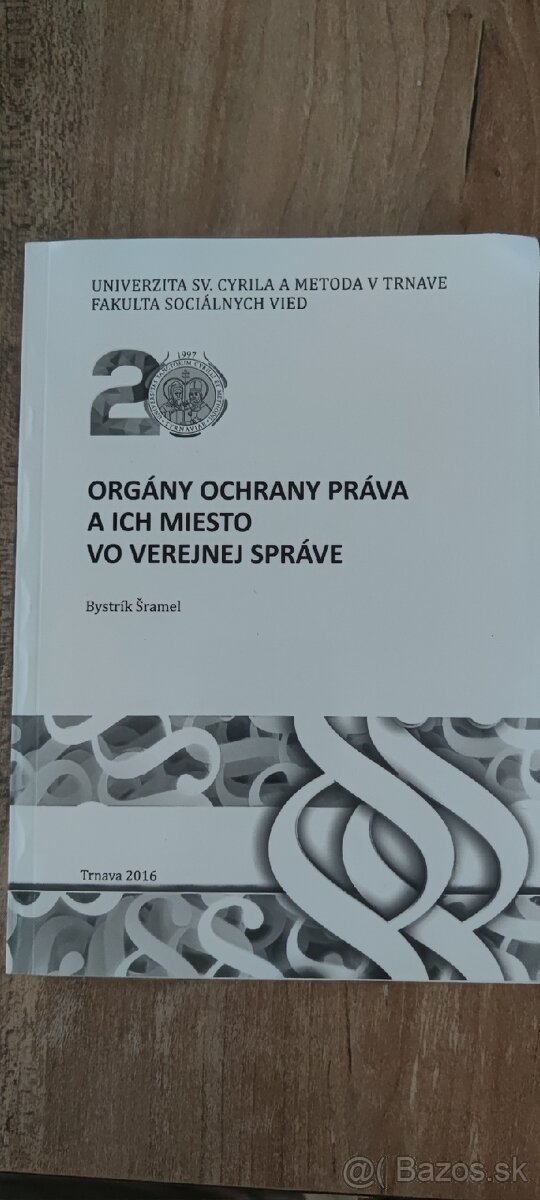 UNIVERZITA SV. CYRILA A METODA V TRNAVE
FAKULTA SOCIÁLNYCH VIED
20
1997
ORGÁNY OCHRANY PRÁVA
A ICH MIESTO
VO VEREJNEJ SPRÁVE
Bystrík Šramel
Trnava 2016
@( Bazos.sk